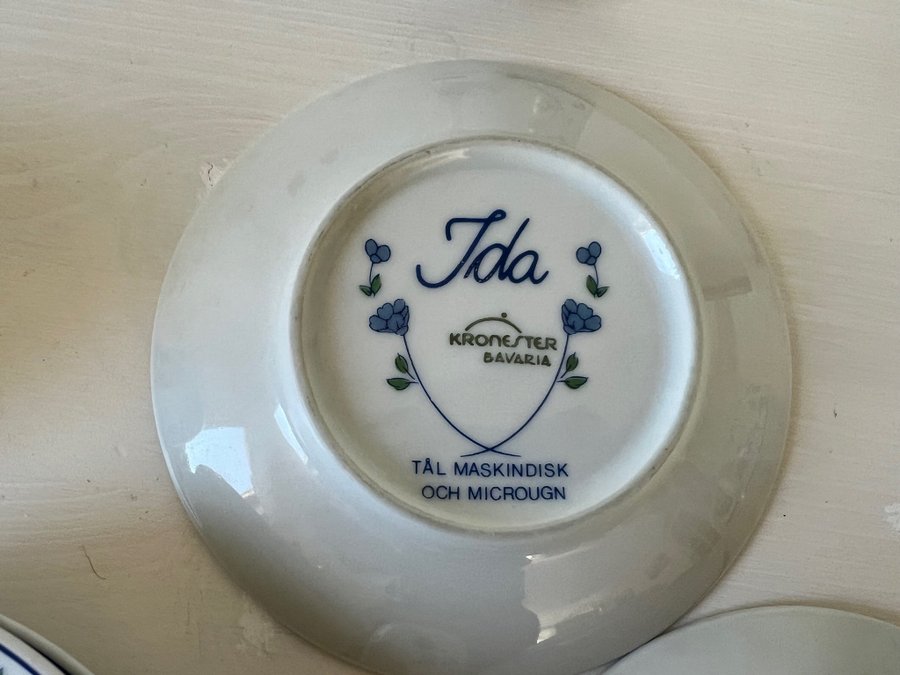 Ida
KRONESTER
BAVARIA
TÅL MASKINDISK
OCH MICROUGN